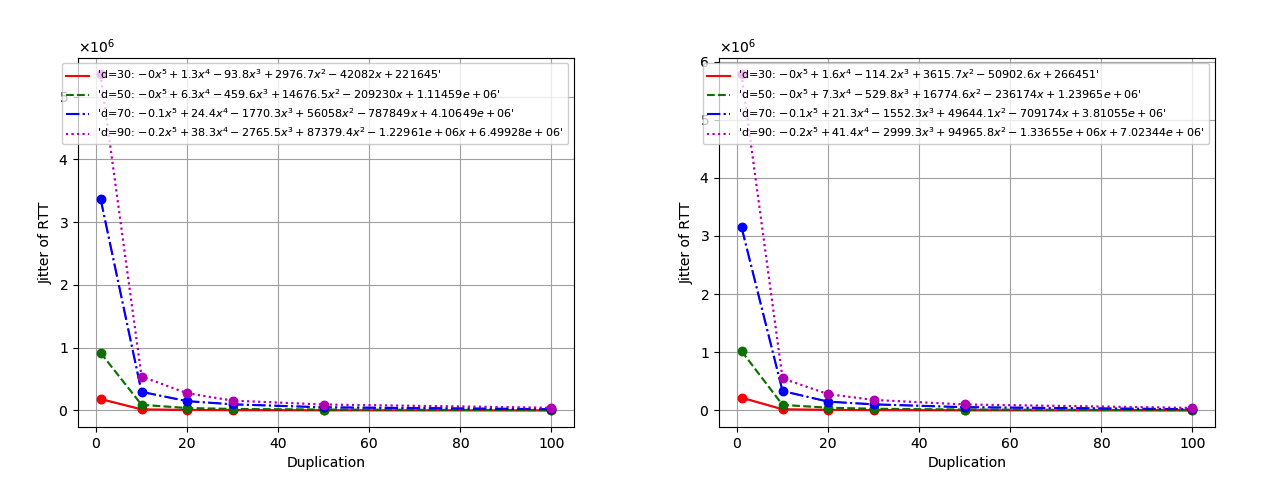 ×10⁶
'd=30: −0x⁵ + 1.3x⁴ − 93.8x³ + 2976.7x² − 42082x + 221645'
'd=50: −0x⁵ + 6.3x⁴ − 459.6x³ + 14676.5x² − 209230x + 1.11459e + 06'
'd=70: −0.1x⁵ + 24.4x⁴ − 1770.3x³ + 56058x² − 787849x + 4.10649e + 06'
'd=90: −0.2x⁵ + 38.3x⁴ − 2765.5x³ + 87379.4x² − 1.22961e + 06x + 6.49928e + 06'
5
4
3
2
1
0
Jitter of RTT
0 20 40 60 80 100
Duplication
×10⁶
6
'd=30: −0x⁵ + 1.6x⁴ − 114.2x³ + 3615.7x² − 50902.6x + 266451'
'd=50: −0x⁵ + 7.3x⁴ − 529.8x³ + 16774.6x² − 236174x + 1.23965e + 06'
'd=70: −0.1x⁵ + 21.3x⁴ − 1552.3x³ + 49644.1x² − 709174x + 3.81055e + 06'
'd=90: −0.2x⁵ + 41.4x⁴ − 2999.3x³ + 94965.8x² − 1.33655e + 06x + 7.02344e + 06'
5
4
3
2
1
0
Jitter of RTT
0 20 40 60 80 100
Duplication